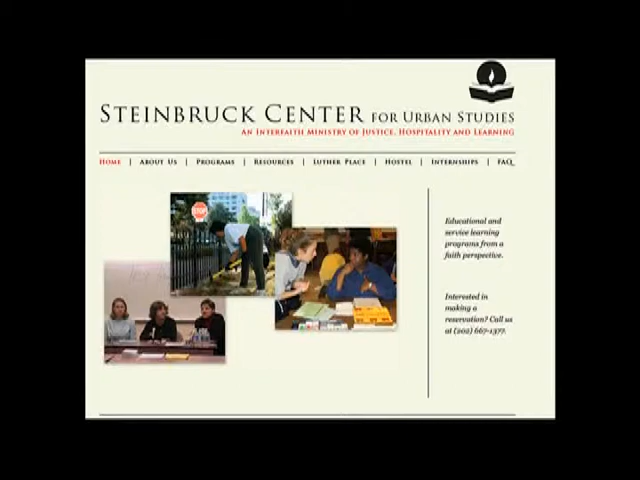 STEINBRUCK CENTER FOR URBAN STUDIES
AN INTERFAITH MINISTRY OF JUSTICE, HOSPITALITY AND LEARNING
HOME | ABOUT US | PROGRAMS | RESOURCES | LUTHER PLACE | HOSTEL | INTERNSHIPS | FAQ
STOP
Educational and
service learning
programs from a
faith perspective.
Interested in
making a
reservation? Call us
at (202) 667-1377.